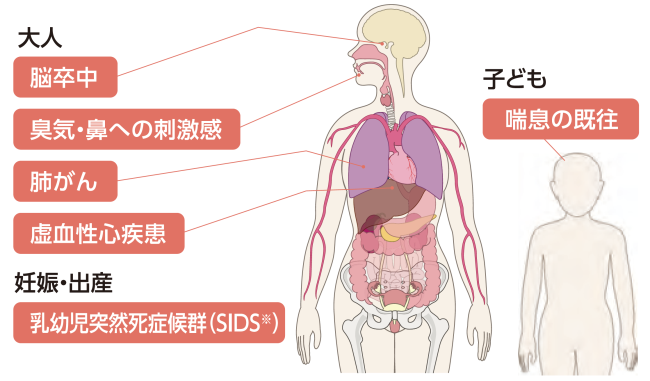 大人
脳卒中
臭気・鼻への刺激感
肺がん
虚血性心疾患
妊娠・出産
乳幼児突然死症候群(SIDS※)
子ども
喘息の既往